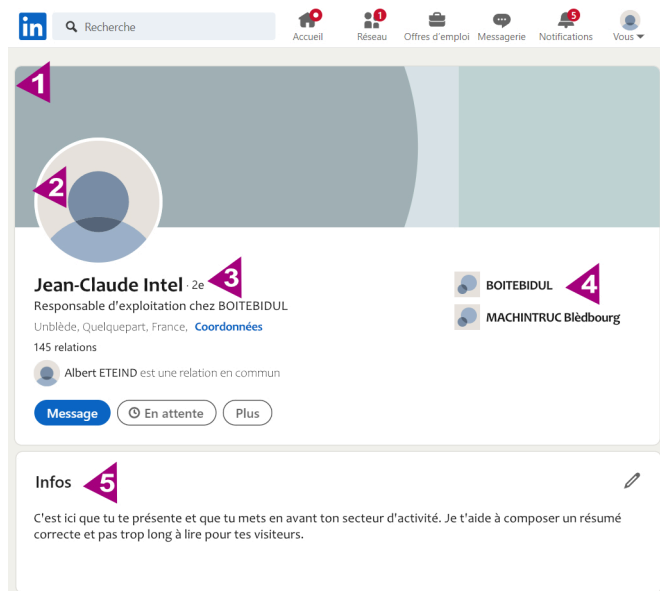 in Recherche
1 5
Accueil Réseau Offres d'emploi Messagerie Notifications Vous
1
2
Jean-Claude Intel · 2e 3
Responsable d'exploitation chez BOITEBIDUL
Unblède, Quelquepart, France, Coordonnées
145 relations
Albert ETEIND est une relation en commun
Message En attente Plus
BOITEBIDUL 4
MACHINTRUC Blèdbourg
Infos 5
C'est ici que tu te présente et que tu mets en avant ton secteur d'activité. Je t'aide à composer un résumé
correcte et pas trop long à lire pour tes visiteurs.